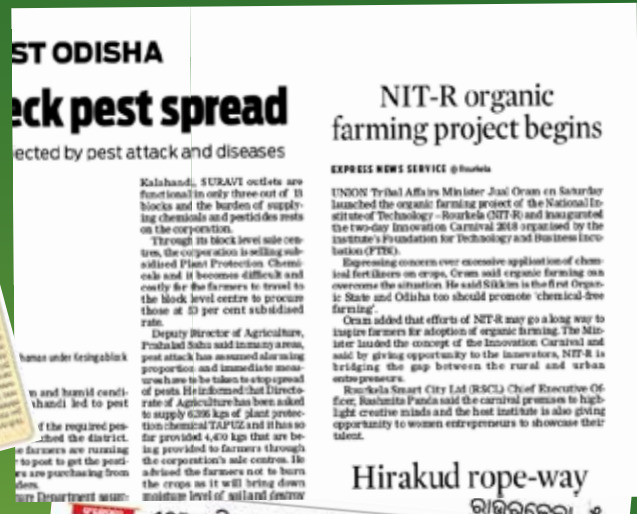 ST ODISHA
eck pest spread
ected by pest attack and diseases
Kalahandi, SURAVI outlets are
functional in only three out of 13
blocks and the burden of supply-
ing chemicals and pesticides rests
on the corporation.
Through its block level sale cen-
tres, the corporation is selling sub-
sidised Plant Protection Chemi-
cals and it becomes difficult and
costly for the farmers to travel to
the block level centre to procure
those at 50 per cent subsidised
rate.
Deputy Director of Agriculture,
Prahalad Sahu said in many areas,
pest attack has assumed alarming
proportion and immediate meas-
ures have to be taken to stop spread
of pests. He informed that Directo-
rate of Agriculture has been asked
to supply kgs of plant protec-
tion chemical and it has so
far provided kgs that are be-
ing provided to farmers through
the corporation's sale centres. He
advised the farmers not to burn
the crops as it will bring down
moisture level of soil and destroy
haman under Kesinga block
m and humid condi-
ahandi led to pest
of the required pes-
ched the district.
e farmers are running
to post to get the pesti-
rs are purchasing from
ders.
ure Department sourc-
NIT-R organic
farming project begins
EXPRESS NEWS SERVICE @Rourkela
UNION Tribal Affairs Minister Jual Oram on Saturday
launched the organic farming project of the National In-
stitute of Technology -Rourkela (NIT-R) and inaugurated
the two-day Innovation Carnival 2018 organised by the
institute's Foundation for Technology and Business Incu-
bation (FTBI).
Expressing concern over excessive application of chem-
ical fertilisers on crops, Oram said organic farming can
overcome the situation. He said Sikkim is the first Organ-
ic State and Odisha too should promote 'chemical-free
farming'.
Oram added that efforts of NIT-R may go a long way to
inspire farmers for adoption of organic farming. The Min-
ister lauded the concept of the Innovation Carnival and
said by giving opportunity to the innovators, NIT-R is
bridging the gap between the rural and urban
entrepreneurs.
Rourkela Smart City Ltd (RSCL) Chief Executive Of-
ficer, Rashmita Panda said the carnival promises to high-
light creative minds and the host institute is also giving
opportunity to women entrepreneurs to showcase their
talent.
Hirakud rope-way